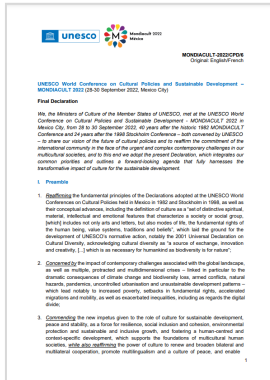 unesco
Mondiacult 2022
México
MONDIACULT-2022/CPD/6
Original: English/French
UNESCO World Conference on Cultural Policies and Sustainable Development –
MONDIACULT 2022 (28-30 September 2022, Mexico City)
Final Declaration
We, the Ministers of Culture of the Member States of UNESCO, met at the UNESCO
World Conference on Cultural Policies and Sustainable Development - MONDIACULT 2022 in
Mexico City, from 28 to 30 September 2022, 40 years after the historic 1982 MONDIACULT
Conference and 24 years after the 1998 Stockholm Conference – both convened by UNESCO
– to share our vision of the future of cultural policies and to reaffirm the commitment of the
international community in the face of the urgent and complex challenges in our
multicultural societies, and to this end we adopt the present Declaration, which integrates our
common priorities and outlines a forward-looking agenda that fully harnesses the
transformative impact of culture for sustainable development.
I. Preamble
1. Reaffirming the fundamental principles of the Declarations adopted at the UNESCO World
Conferences on Cultural Policies held in Mexico in 1982 and Stockholm in 1998, as well as
their conceptual advances, including the definition of culture as "set of distinctive spiritual,
material, intellectual and emotional features that characterize a society or social group,
[which] includes not only arts and letters, but also modes of life, the fundamental rights of
the human being, value systems, traditions and beliefs", which laid the ground for the
development of UNESCO's normative action, notably the 2001 Universal Declaration on
Cultural Diversity, acknowledging cultural diversity as "a source of exchange, innovation
and creativity, [...] which is as necessary for humankind as biodiversity is for nature";
2. Concerned by the impact of contemporary challenges associated with the global landscape,
as well as multiple, protracted and multidimensional crises – linked in particular to the
dramatic consequences of climate change and biodiversity loss, armed conflicts, natural
hazards, pandemics, uncontrolled urbanisation and unsustainable development patterns –
which lead notably to increased poverty, setbacks in fundamental rights, accelerated
migrations and mobility, as well as exacerbated inequalities, including as regards the digital
divide;
3. Commending the new impetus given to the role of culture for sustainable development,
peace and stability, as a force for resilience, social inclusion and cohesion, environmental
protection and sustainable and inclusive growth, and fostering a human-centred and
context-specific development, which supports the foundations of multicultural human
societies, while also reaffirming the power of culture to renew and broaden bilateral and
multilateral cooperation, promote multilingualism and a culture of peace, and enable
1